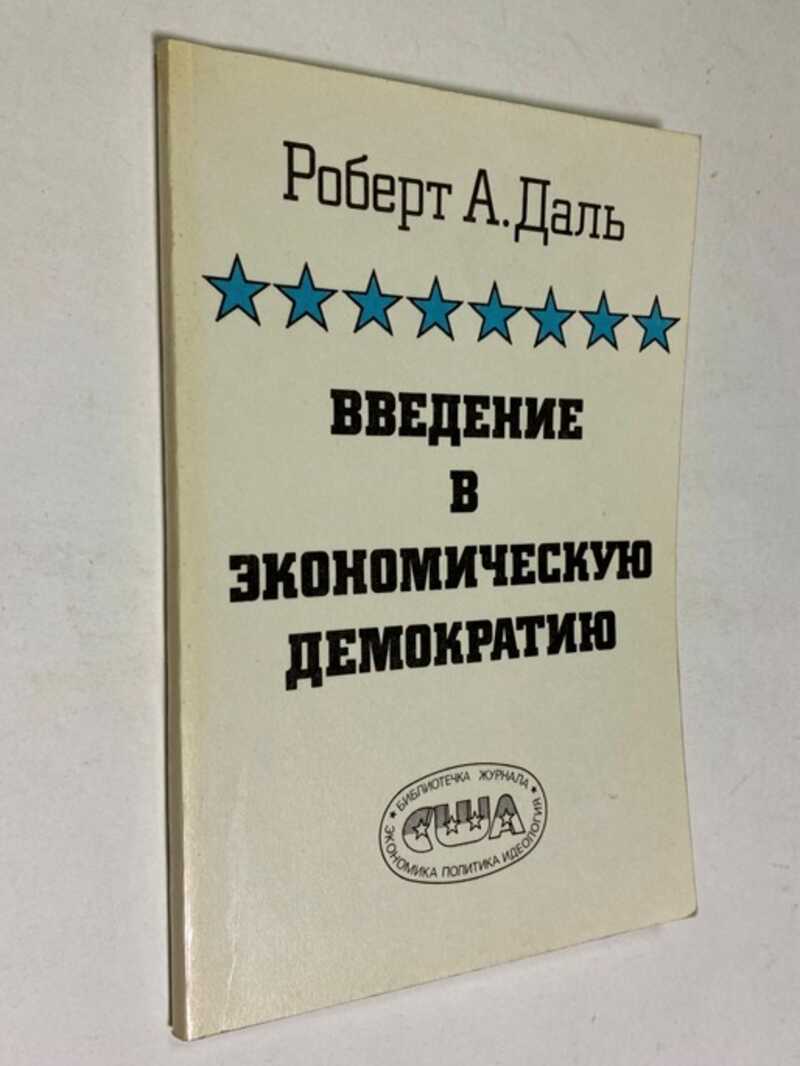 Роберт А. Даль
ВВЕДЕНИЕ
В
ЭКОНОМИЧЕСКУЮ
ДЕМОКРАТИЮ
БИБЛИОТЕЧКА ЖУРНАЛА
США
ЭКОНОМИКА ПОЛИТИКА ИДЕОЛОГИЯ